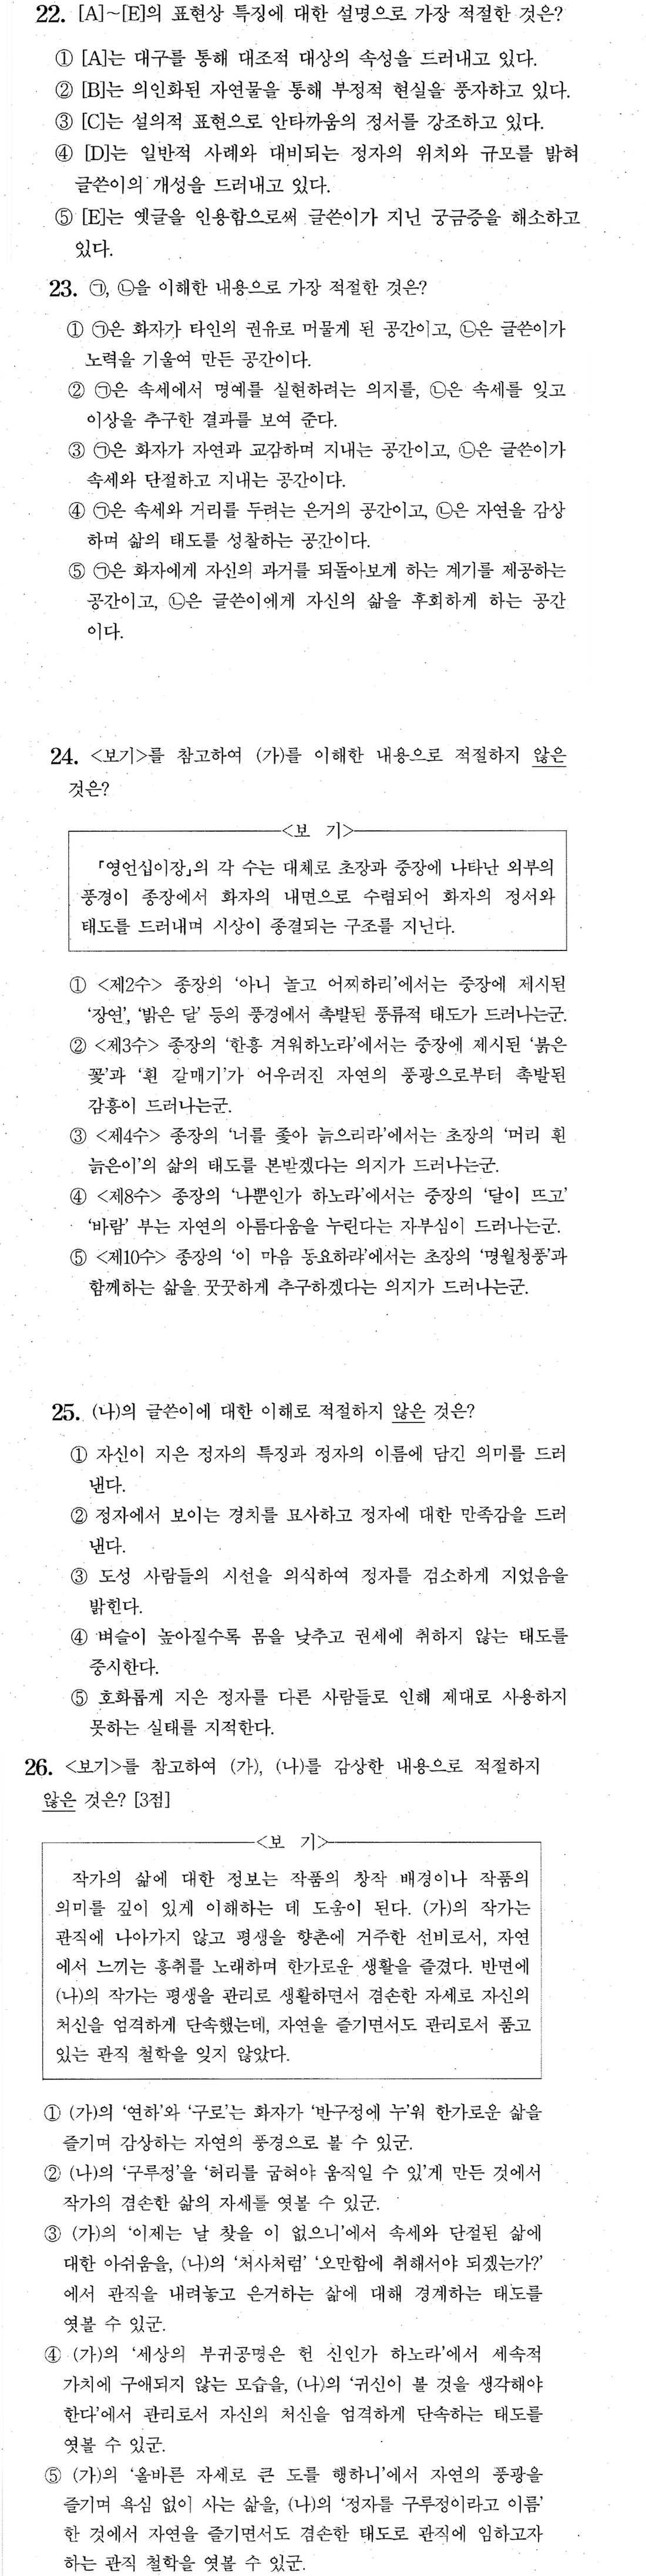 22. [A]~[E]의 표현상 특징에 대한 설명으로 가장 적절한 것은?
① [A]는 대구를 통해 대조적 대상의 속성을 드러내고 있다.
② [B]는 의인화된 자연물을 통해 부정적 현실을 풍자하고 있다.
③ [C]는 설의적 표현으로 안타까움의 정서를 강조하고 있다.
④ [D]는 일반적 사례와 대비되는 정자의 위치와 규모를 밝혀
글쓴이의 개성을 드러내고 있다.
⑤ [E]는 옛글을 인용함으로써 글쓴이가 지닌 궁금증을 해소하고
있다.
23. ㉠, ㉡을 이해한 내용으로 가장 적절한 것은?
① ㉠은 화자가 타인의 권유로 머물게 된 공간이고, ㉡은 글쓴이가
노력을 기울여 만든 공간이다.
② ㉠은 속세에서 명예를 실현하려는 의지를, ㉡은 속세를 잊고
이상을 추구한 결과를 보여 준다.
③ ㉠은 화자가 자연과 교감하며 지내는 공간이고, ㉡은 글쓴이가
속세와 단절하고 지내는 공간이다.
④ ㉠은 속세와 거리를 두려는 은거의 공간이고, ㉡은 자연을 감상
하며 삶의 태도를 성찰하는 공간이다.
⑤ ㉠은 화자에게 자신의 과거를 되돌아보게 하는 계기를 제공하는
공간이고, ㉡은 글쓴이에게 자신의 삶을 후회하게 하는 공간
이다.
24. <보기>를 참고하여 (가)를 이해한 내용으로 적절하지 않은
것은?
<보 기>
「영언십이장」의 각 수는 대체로 초장과 중장에 나타난 외부의
풍경이 종장에서 화자의 내면으로 수렴되어 화자의 정서와
태도를 드러내며 시상이 종결되는 구조를 지닌다.
① <제2수> 종장의 '아니 놀고 어찌하리'에서는 중장에 제시된
'장연', '밝은 달' 등의 풍경에서 촉발된 풍류적 태도가 드러나는군.
② <제3수> 종장의 '한흥 겨워하노라'에서는 중장에 제시된 '붉은
꽃'과 '흰 갈매기'가 어우러진 자연의 풍광으로부터 촉발된
감흥이 드러나는군.
③ <제4수> 종장의 '너를 좇아 늙으리라'에서는 초장의 '머리 흰
늙은이'의 삶의 태도를 본받겠다는 의지가 드러나는군.
④ <제8수> 종장의 '나뿐인가 하노라'에서는 중장의 '달이 뜨고'
'바람' 부는 자연의 아름다움을 누린다는 자부심이 드러나는군.
⑤ <제10수> 종장의 '이 마음 동요하랴'에서는 초장의 '명월청풍'과
함께하는 삶을 꿋꿋하게 추구하겠다는 의지가 드러나는군.
25. (나)의 글쓴이에 대한 이해로 적절하지 않은 것은?
① 자신이 지은 정자의 특징과 정자의 이름에 담긴 의미를 드러
낸다.
② 정자에서 보이는 경치를 묘사하고 정자에 대한 만족감을 드러
낸다.
③ 도성 사람들의 시선을 의식하여 정자를 검소하게 지었음을
밝힌다.
④ 벼슬이 높아질수록 몸을 낮추고 권세에 취하지 않는 태도를
중시한다.
⑤ 호화롭게 지은 정자를 다른 사람들로 인해 제대로 사용하지
못하는 실태를 지적한다.
26. <보기>를 참고하여 (가), (나)를 감상한 내용으로 적절하지
않은 것은? [3점]
<보 기>
작가의 삶에 대한 정보는 작품의 창작 배경이나 작품의
의미를 깊이 있게 이해하는 데 도움이 된다. (가)의 작가는
관직에 나아가지 않고 평생을 향촌에 거주한 선비로서, 자연
에서 느끼는 흥취를 노래하며 한가로운 생활을 즐겼다. 반면에
(나)의 작가는 평생을 관리로 생활하면서 겸손한 자세로 자신의
처신을 엄격하게 단속했는데, 자연을 즐기면서도 관리로서 품고
있는 관직 철학을 잊지 않았다.
① (가)의 '연하'와 '구로'는 화자가 '반구정에 누'워 한가로운 삶을
즐기며 감상하는 자연의 풍경으로 볼 수 있군.
② (나)의 '구루정'을 '허리를 굽혀야 움직일 수 있'게 만든 것에서
작가의 겸손한 삶의 자세를 엿볼 수 있군.
③ (가)의 '이제는 날 찾을 이 없으니'에서 속세와 단절된 삶에
대한 아쉬움을, (나)의 '처사처럼' '오만함에 취해서야 되겠는가?'
에서 관직을 내려놓고 은거하는 삶에 대해 경계하는 태도를
엿볼 수 있군.
④ (가)의 '세상의 부귀공명은 헌 신인가 하노라'에서 세속적
가치에 구애되지 않는 모습을, (나)의 '귀신이 볼 것을 생각해야
한다'에서 관리로서 자신의 처신을 엄격하게 단속하는 태도를
엿볼 수 있군.
⑤ (가)의 '올바른 자세로 큰 도를 행하니'에서 자연의 풍광을
즐기며 욕심 없이 사는 삶을, (나)의 '정자를 구루정이라고 이름'
한 것에서 자연을 즐기면서도 겸손한 태도로 관직에 임하고자
하는 관직 철학을 엿볼 수 있군.